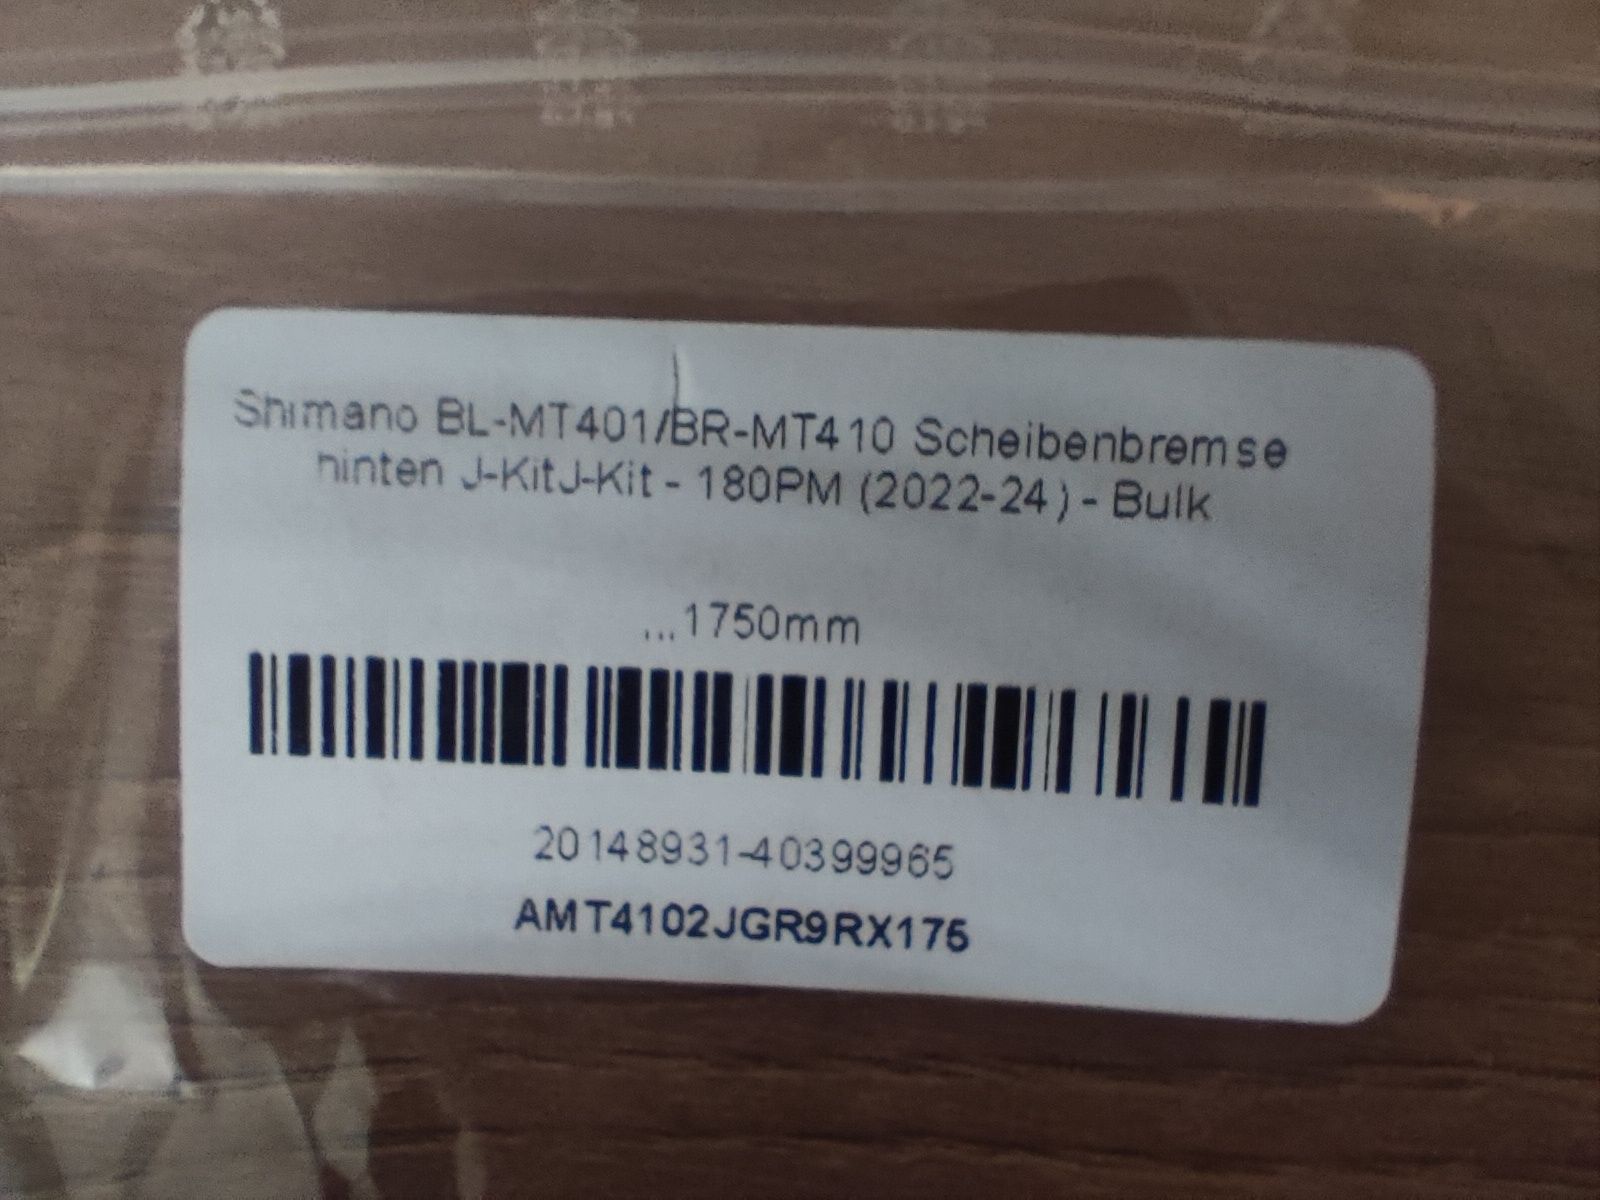 Shimano BL-MT401/BR-MT410 Scheibenbremse
hinten J-KitJ-Kit - 180PM (2022-24) - Bulk
...1750mm
20148931-40399965
AMT4102JGR9RX175